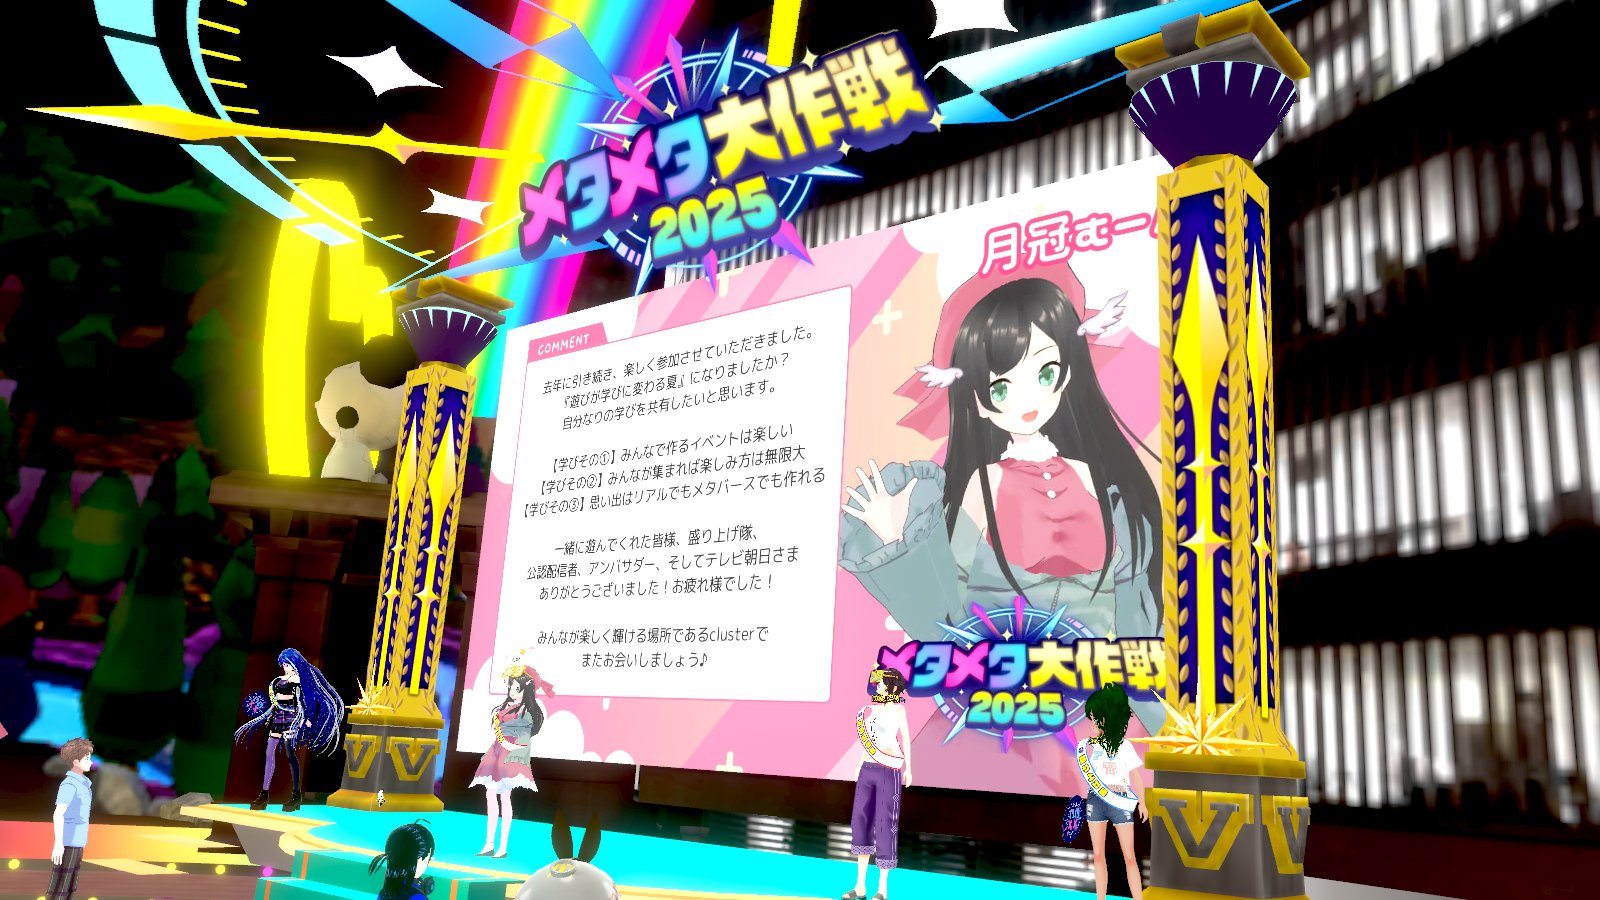 メタメタ大作戦
2025
月冠むー
COMMENT
去年に引き続き、楽しく参加させていただきました。
『遊びが学びに変わる夏』になりましたか？
自分なりの学びを共有したいと思います。
【学びその①】みんなで作るイベントは楽しい
【学びその②】みんなが集まれば楽しみ方は無限大
【学びその③】思い出はリアルでもメタバースでも作れる
一緒に遊んでくれた皆様、盛り上げ隊、
公認配信者、アンバサダー、そしてテレビ朝日さま
ありがとうございました！お疲れ様でした！
みんなが楽しく輝ける場所であるclusterで
またお会いしましょう♪
メタメタ大作戦
2025